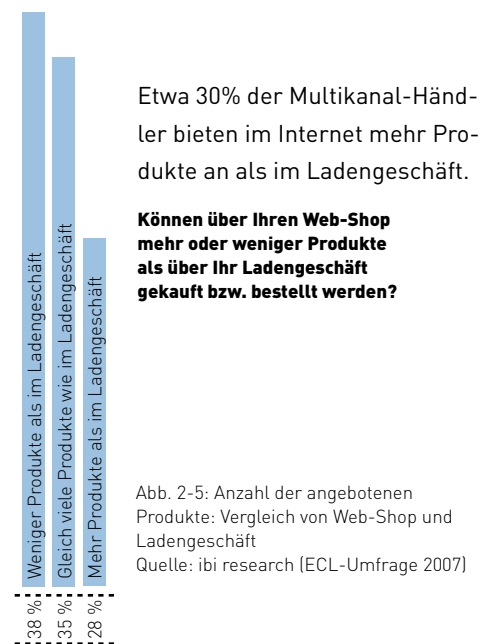 Etwa 30% der Multikanal-Händ-
ler bieten im Internet mehr Pro-
dukte an als im Ladengeschäft.
Können über Ihren Web-Shop
mehr oder weniger Produkte
als über Ihr Ladengeschäft
gekauft bzw. bestellt werden?
Weniger Produkte als im Ladengeschäft
38 %
Gleich viele Produkte wie im Ladengeschäft
35 %
Mehr Produkte als im Ladengeschäft
28 %
Abb. 2-5: Anzahl der angebotenen
Produkte: Vergleich von Web-Shop und
Ladengeschäft
Quelle: ibi research (ECL-Umfrage 2007)